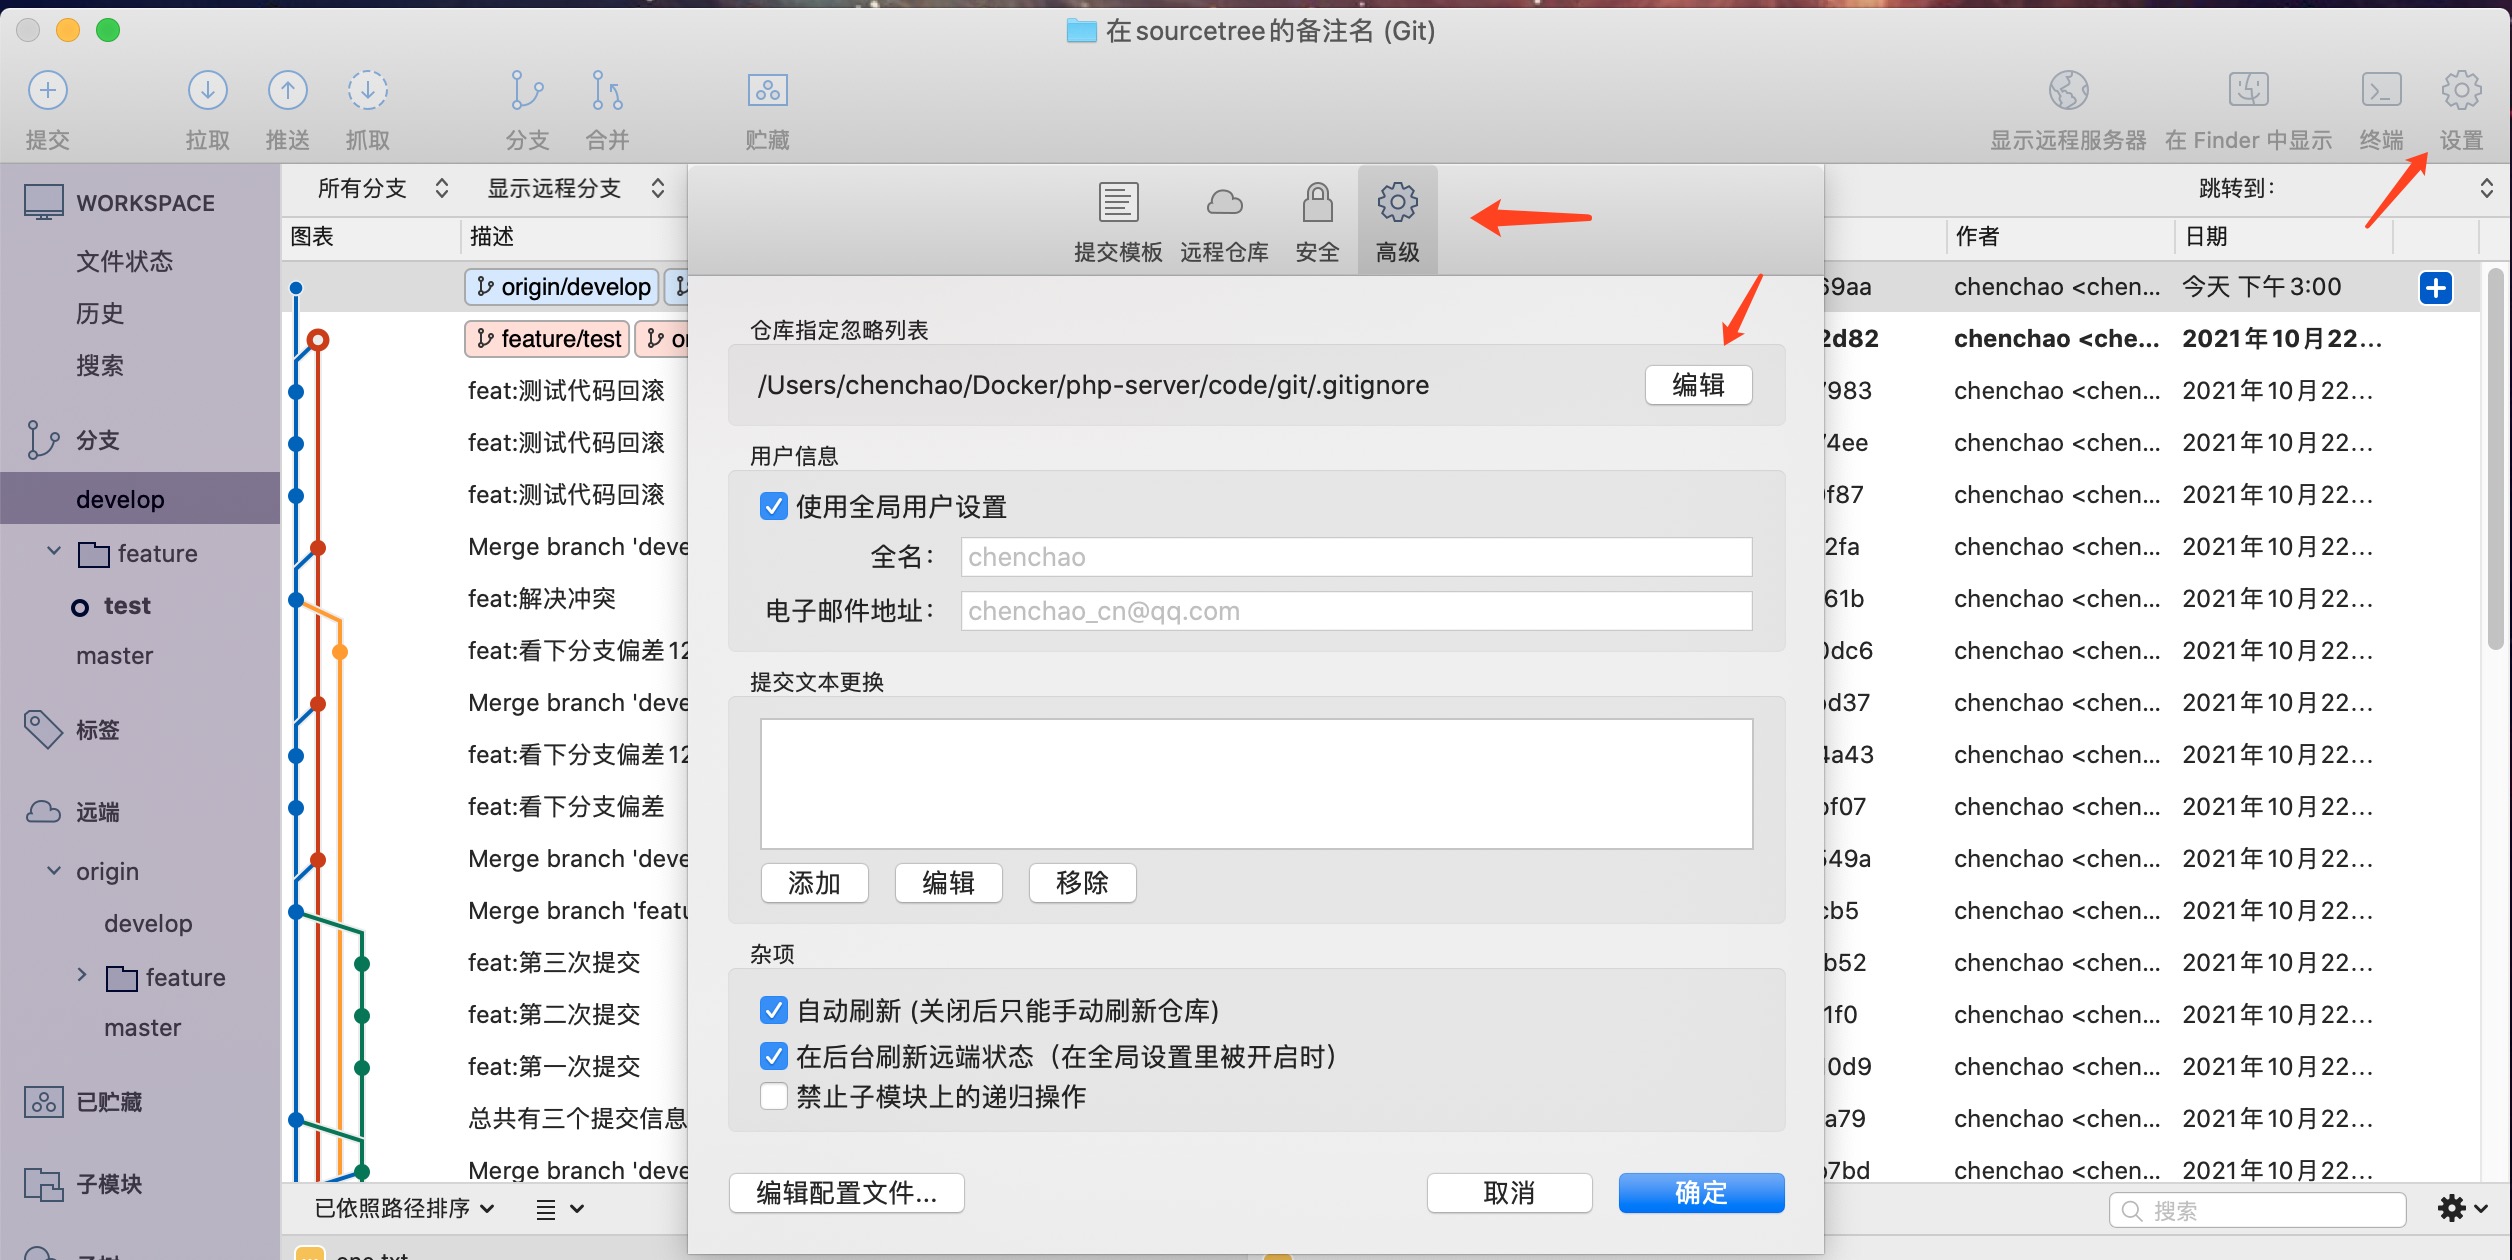 在sourcetree的备注名 (Git)
提交
拉取
推送
抓取
分支
合并
贮藏
显示远程服务器
在 Finder 中显示
终端
设置
WORKSPACE
文件状态
历史
搜索
分支
develop
feature
test
master
标签
远端
origin
develop
feature
master
已贮藏
子模块
所有分支
显示远程分支
跳转到:
图表
描述
作者
日期
origin/develop
feature/test
feat:测试代码回滚
feat:测试代码回滚
feat:测试代码回滚
Merge branch 'deve
feat:解决冲突
feat:看下分支偏差12
Merge branch 'deve
feat:看下分支偏差12
feat:看下分支偏差
Merge branch 'deve
Merge branch 'featu
feat:第三次提交
feat:第二次提交
feat:第一次提交
总共有三个提交信息
Merge branch 'deve
提交模板
远程仓库
安全
高级
仓库指定忽略列表
/Users/chenchao/Docker/php-server/code/git/.gitignore
编辑
用户信息
使用全局用户设置
全名:
chenchao
电子邮件地址:
chenchao_cn@qq.com
提交文本更换
添加
编辑
移除
杂项
自动刷新 (关闭后只能手动刷新仓库)
在后台刷新远端状态（在全局设置里被开启时）
禁止子模块上的递归操作
编辑配置文件...
取消
确定
69aa chenchao <chen... 今天 下午3:00
2d82 chenchao <che... 2021年10月22...
7983 chenchao <chen... 2021年10月22...
74ee chenchao <chen... 2021年10月22...
f87 chenchao <chen... 2021年10月22...
2fa chenchao <chen... 2021年10月22...
61b chenchao <chen... 2021年10月22...
0dc6 chenchao <chen... 2021年10月22...
d37 chenchao <chen... 2021年10月22...
4a43 chenchao <chen... 2021年10月22...
f07 chenchao <chen... 2021年10月22...
549a chenchao <chen... 2021年10月22...
cb5 chenchao <chen... 2021年10月22...
b52 chenchao <chen... 2021年10月22...
1f0 chenchao <chen... 2021年10月22...
0d9 chenchao <chen... 2021年10月22...
a79 chenchao <chen... 2021年10月22...
7bd chenchao <chen... 2021年10月22...
已依照路径排序
搜索
one.txt